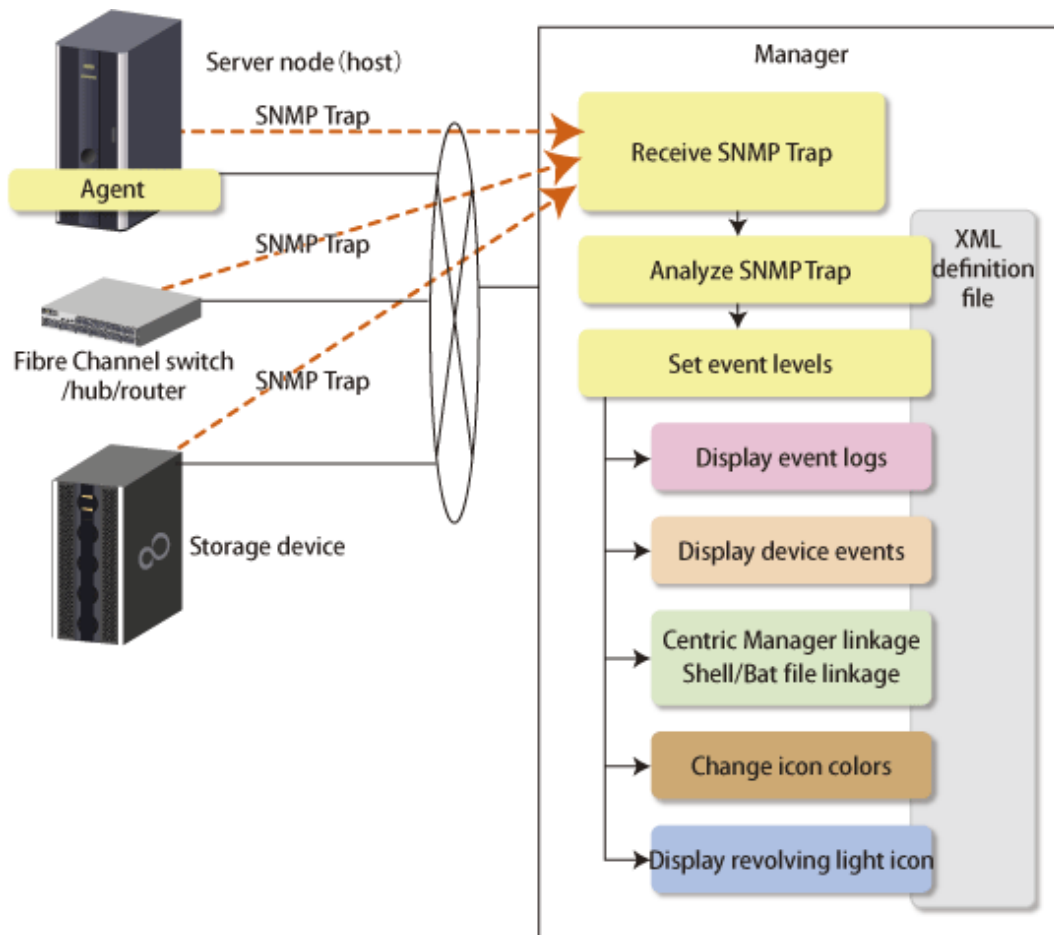 Server node(host)
SNMP Trap
Agent
SNMP Trap
Fibre Channel switch
/hub/router
SNMP Trap
Storage device
Manager
Receive SNMP Trap
Analyze SNMP Trap
XML
definition
file
Set event levels
Display event logs
Display device events
Centric Manager linkage
Shell/Bat file linkage
Change icon colors
Display revolving light icon